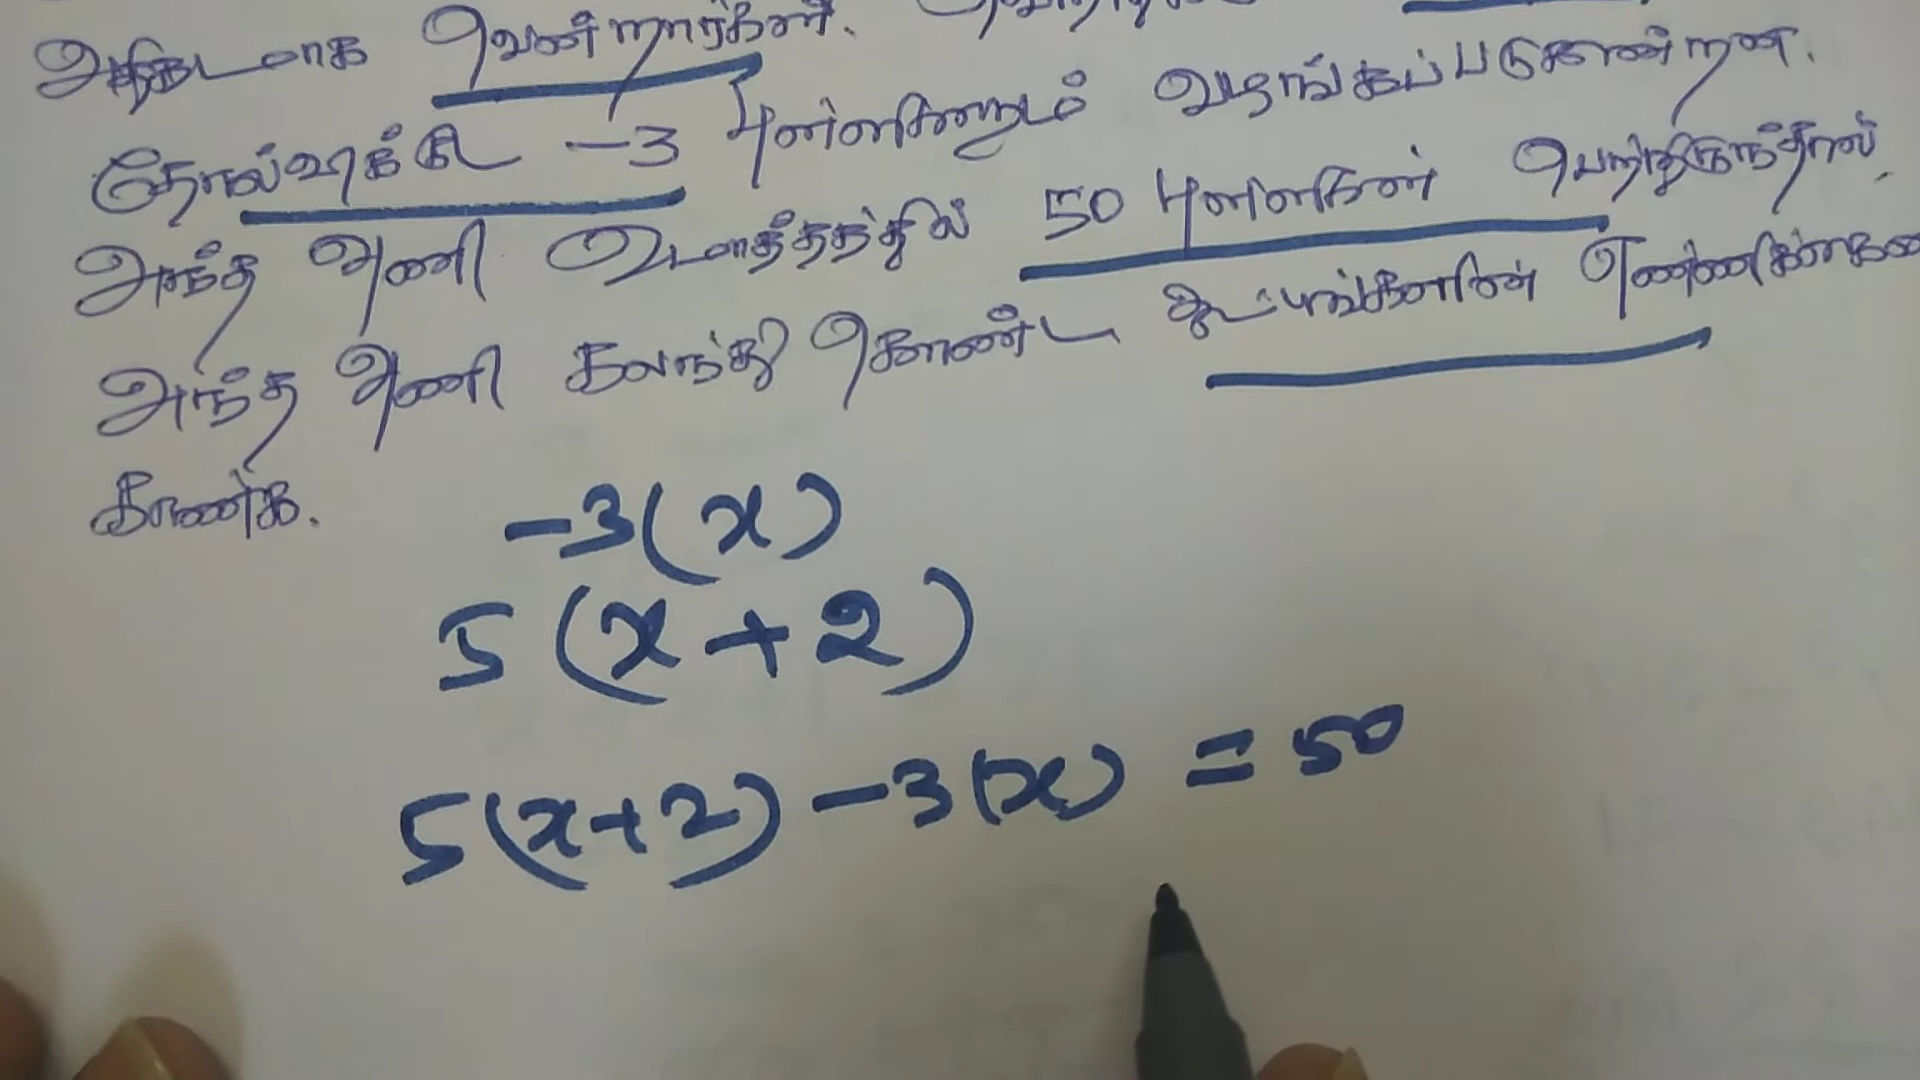 அதிகமாக வென்றார்கள்.
தோல்விக்கு -3 புள்ளிகளும் வழங்கப்படுகின்றன.
அந்த அணி மொத்தத்தில் 50 புள்ளிகள் பெற்றிருந்தால்,
அந்த அணி கலந்து கொண்ட ஆட்டங்களின் எண்ணிக்கை
காண்க.
-3(x)
5(x+2)
5(x+2)-3(x) = 50